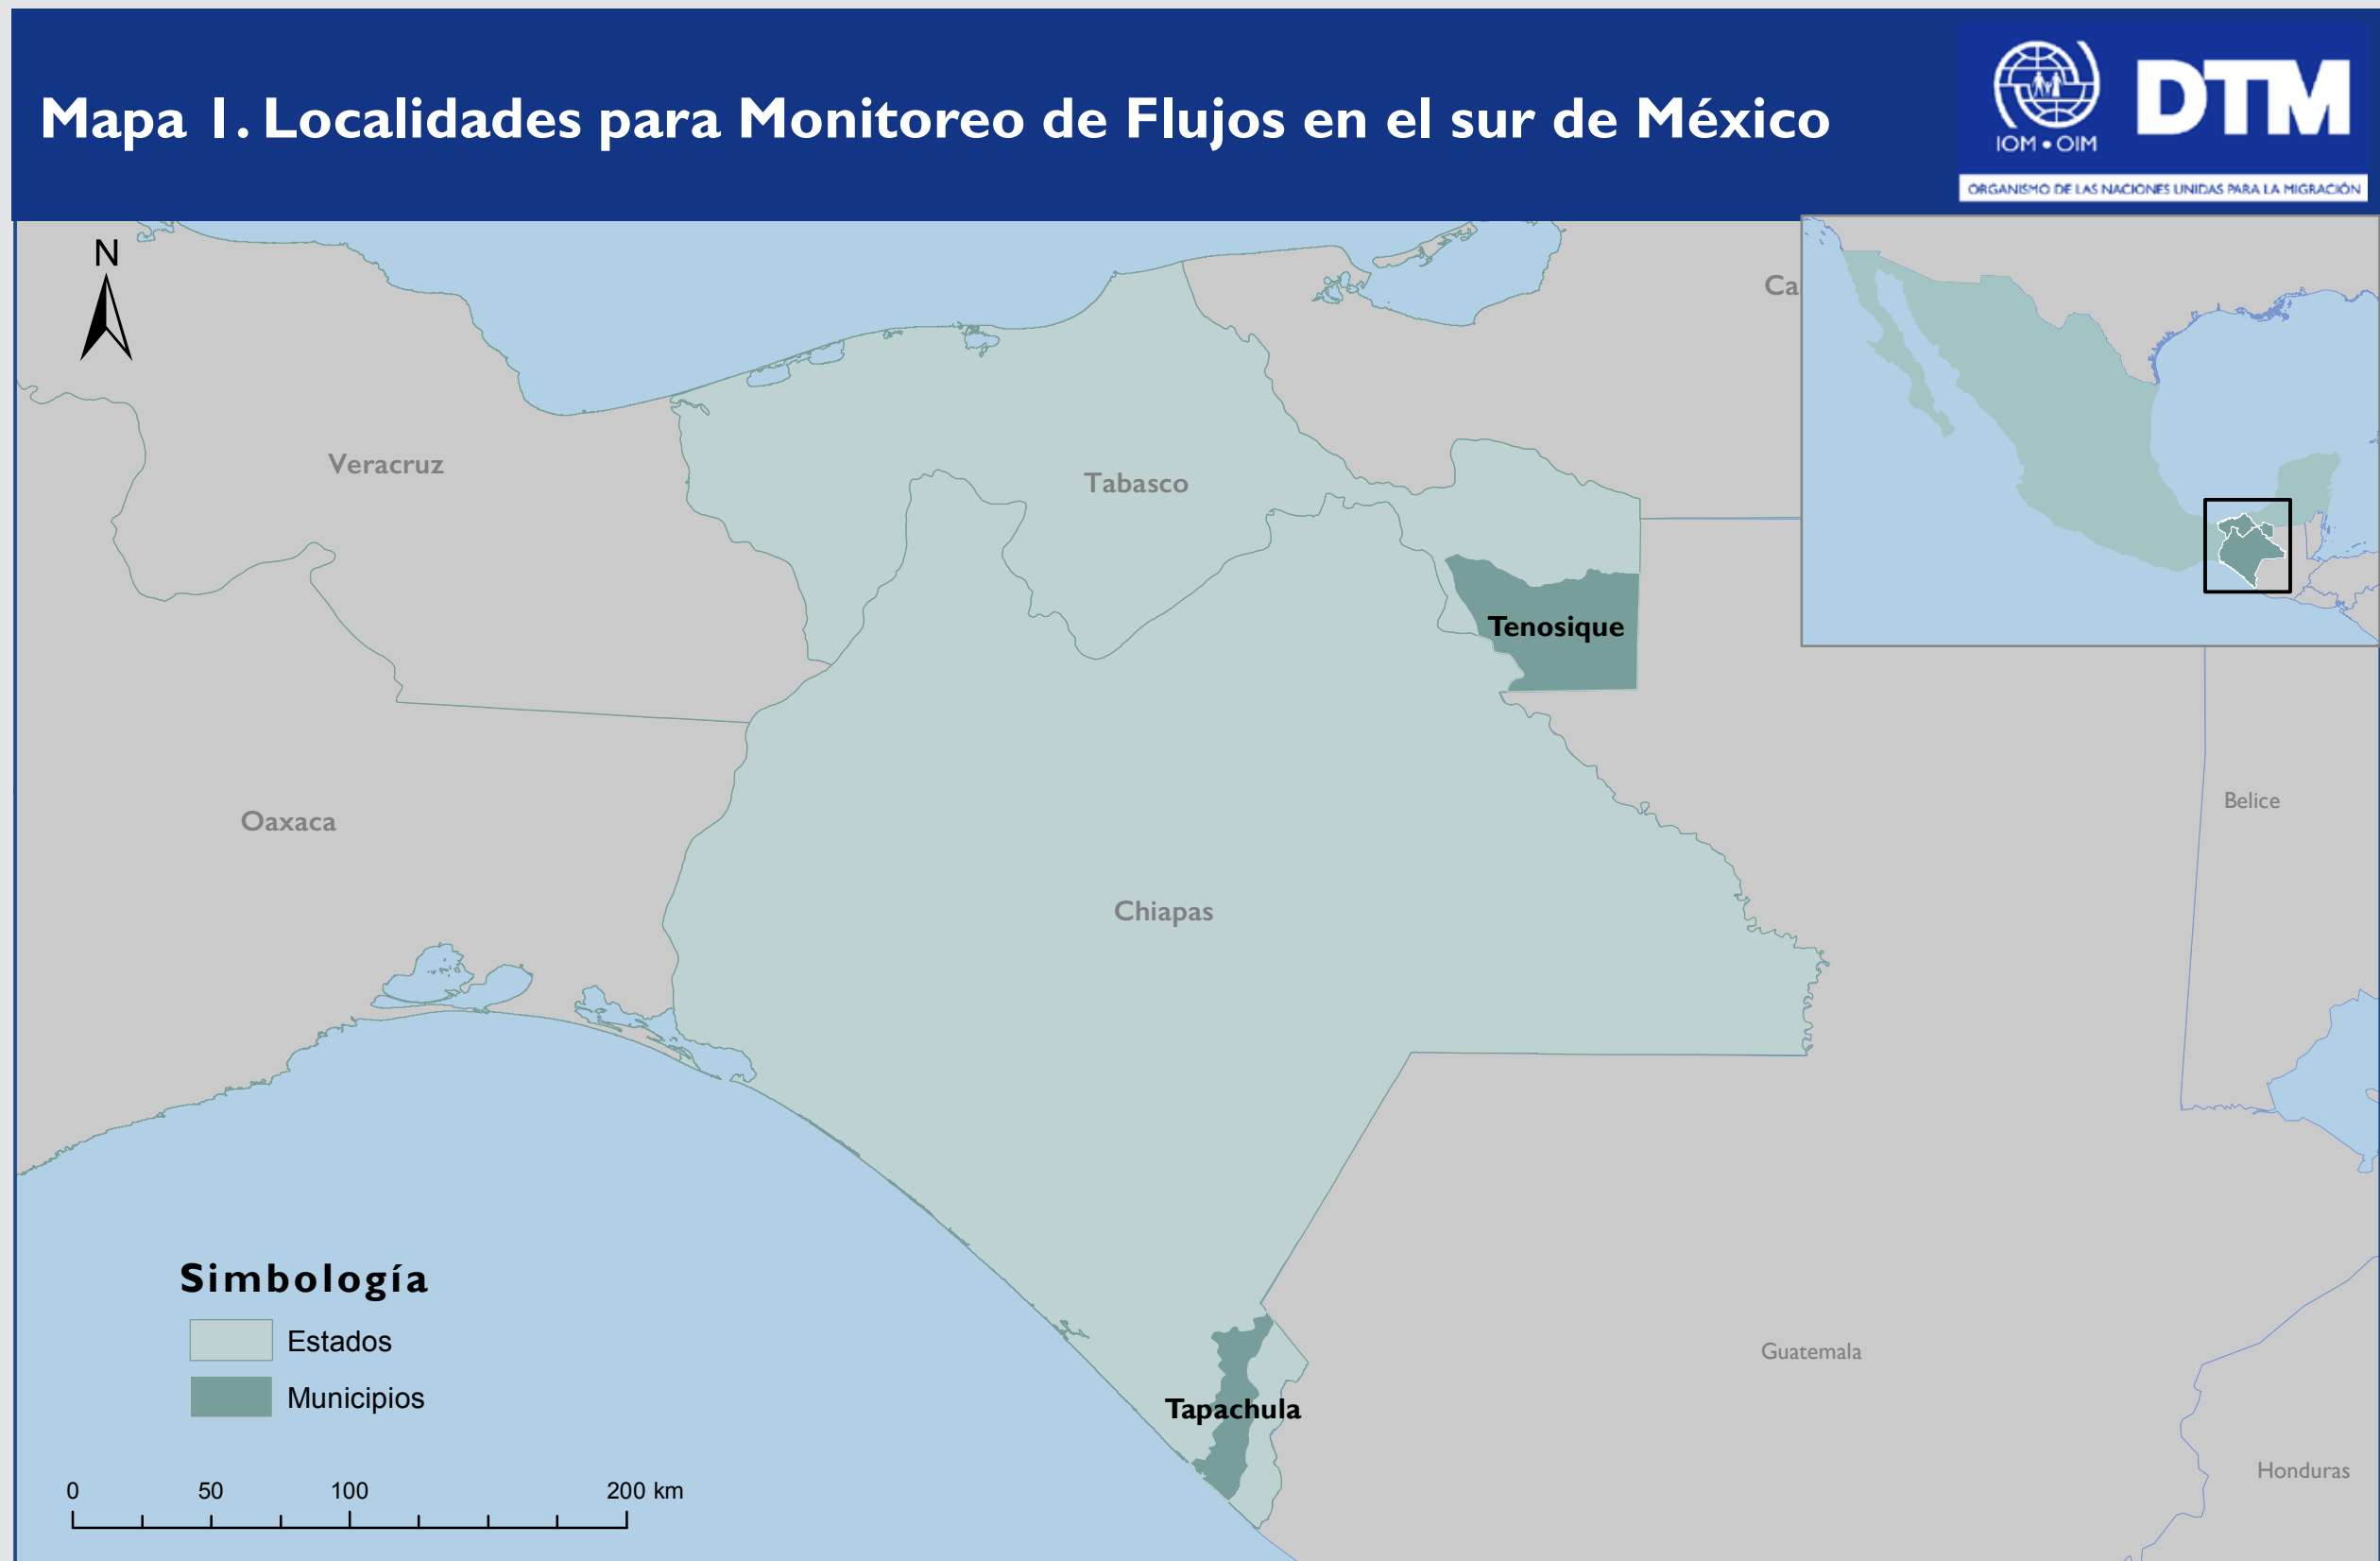 Mapa 1. Localidades para Monitoreo de Flujos en el sur de México
IOM • OIM
DTM
ORGANISMO DE LAS NACIONES UNIDAS PARA LA MIGRACIÓN
N
Ca
Veracruz
Tabasco
Tenosique
Oaxaca
Belice
Chiapas
Simbología
Estados
Municipios
Guatemala
Tapachula
Honduras
0 50 100 200 km